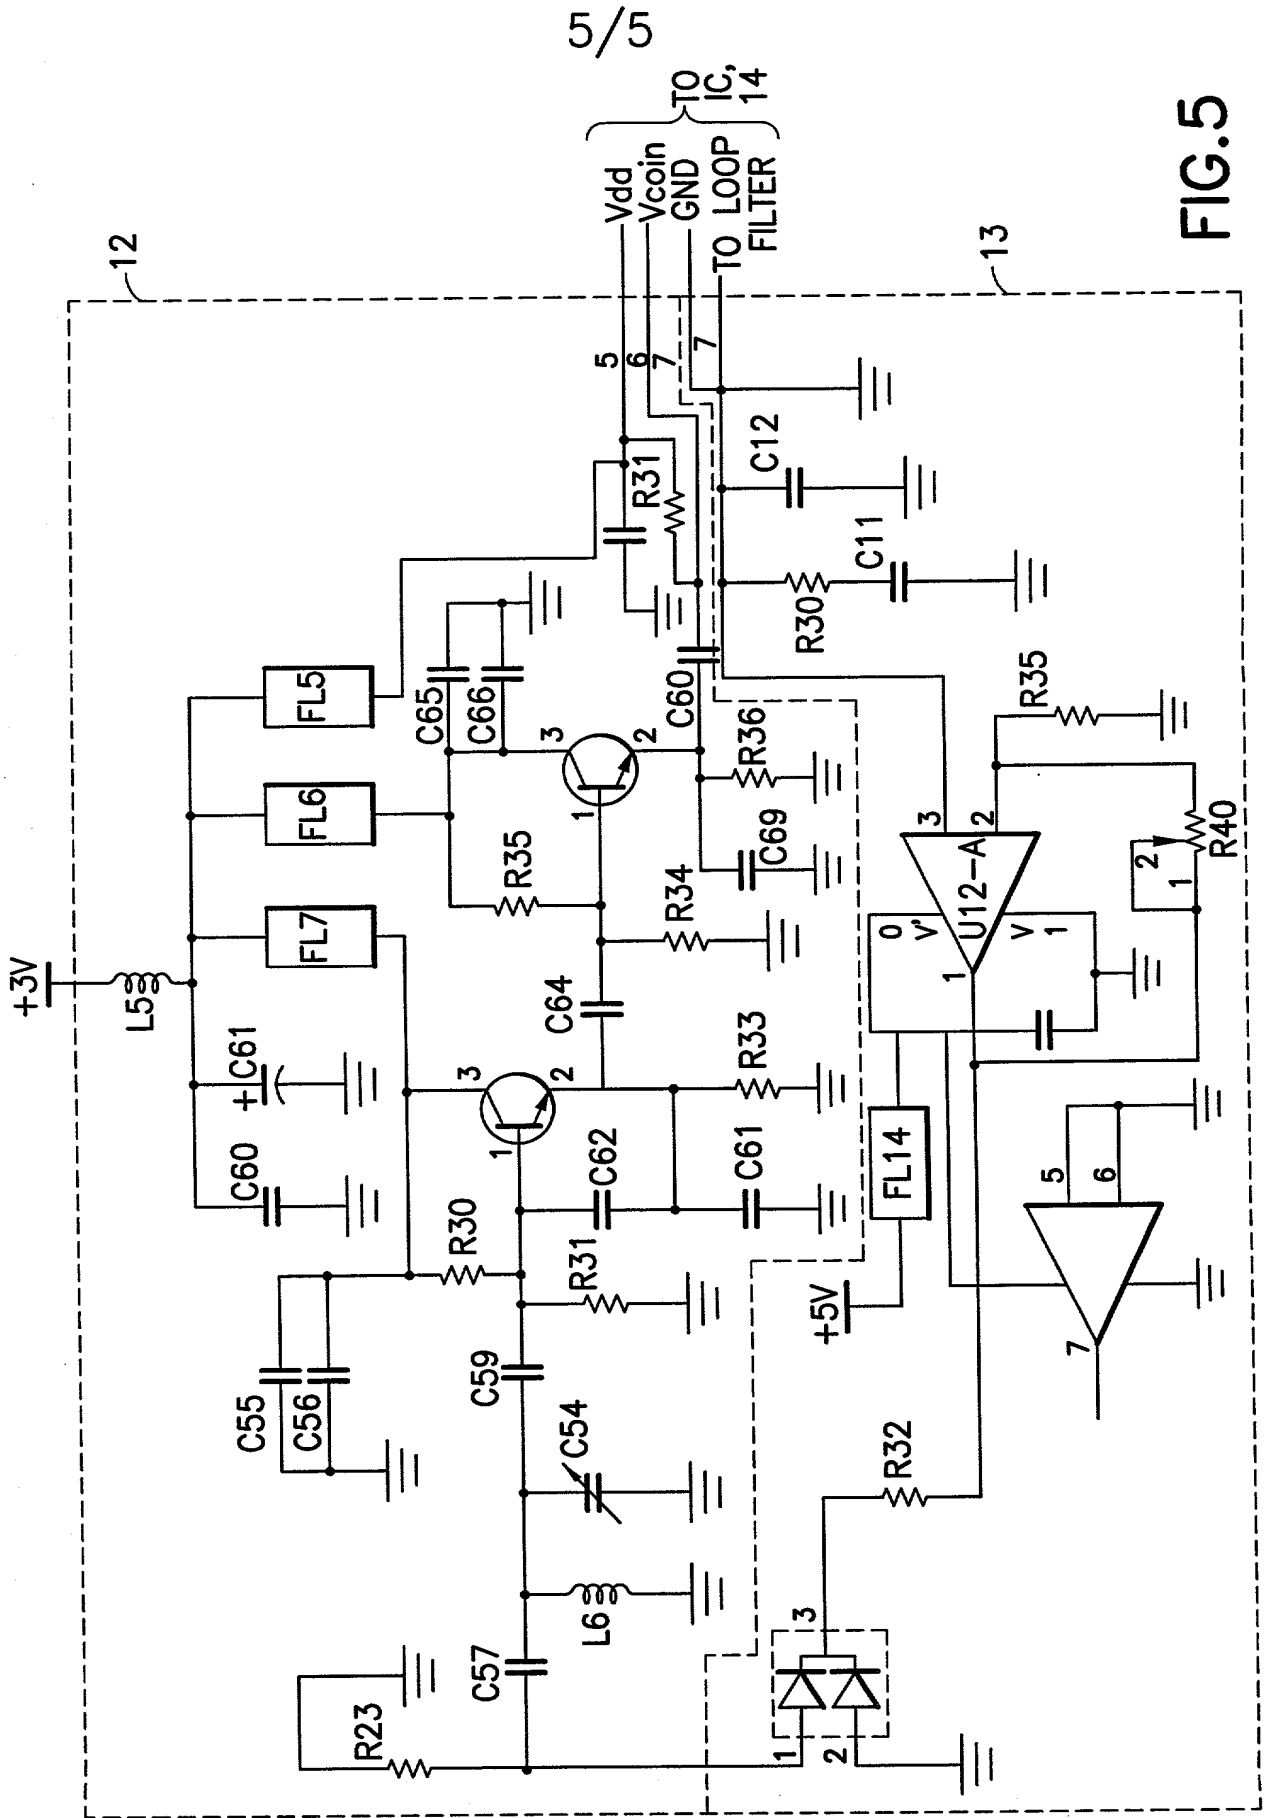 5/5
+3V
L5
12
C60
+
C61
FL7
FL6
FL5
C55
C56
R30
3
1
2
C65
C66
3
1
2
R35
R31
5
6
7
7
Vdd
Vcoin
GND
TO LOOP
FILTER
TO
IC,
14
R23
C57
L6
C54
C59
R31
C62
C61
R33
C64
R34
C69
R36
C60
R30
C11
C12
13
+5V
FL14
0
V'
U12-A
V
1
1
3
2
R35
2
1
R40
5
6
7
R32
3
1
2
FIG.5